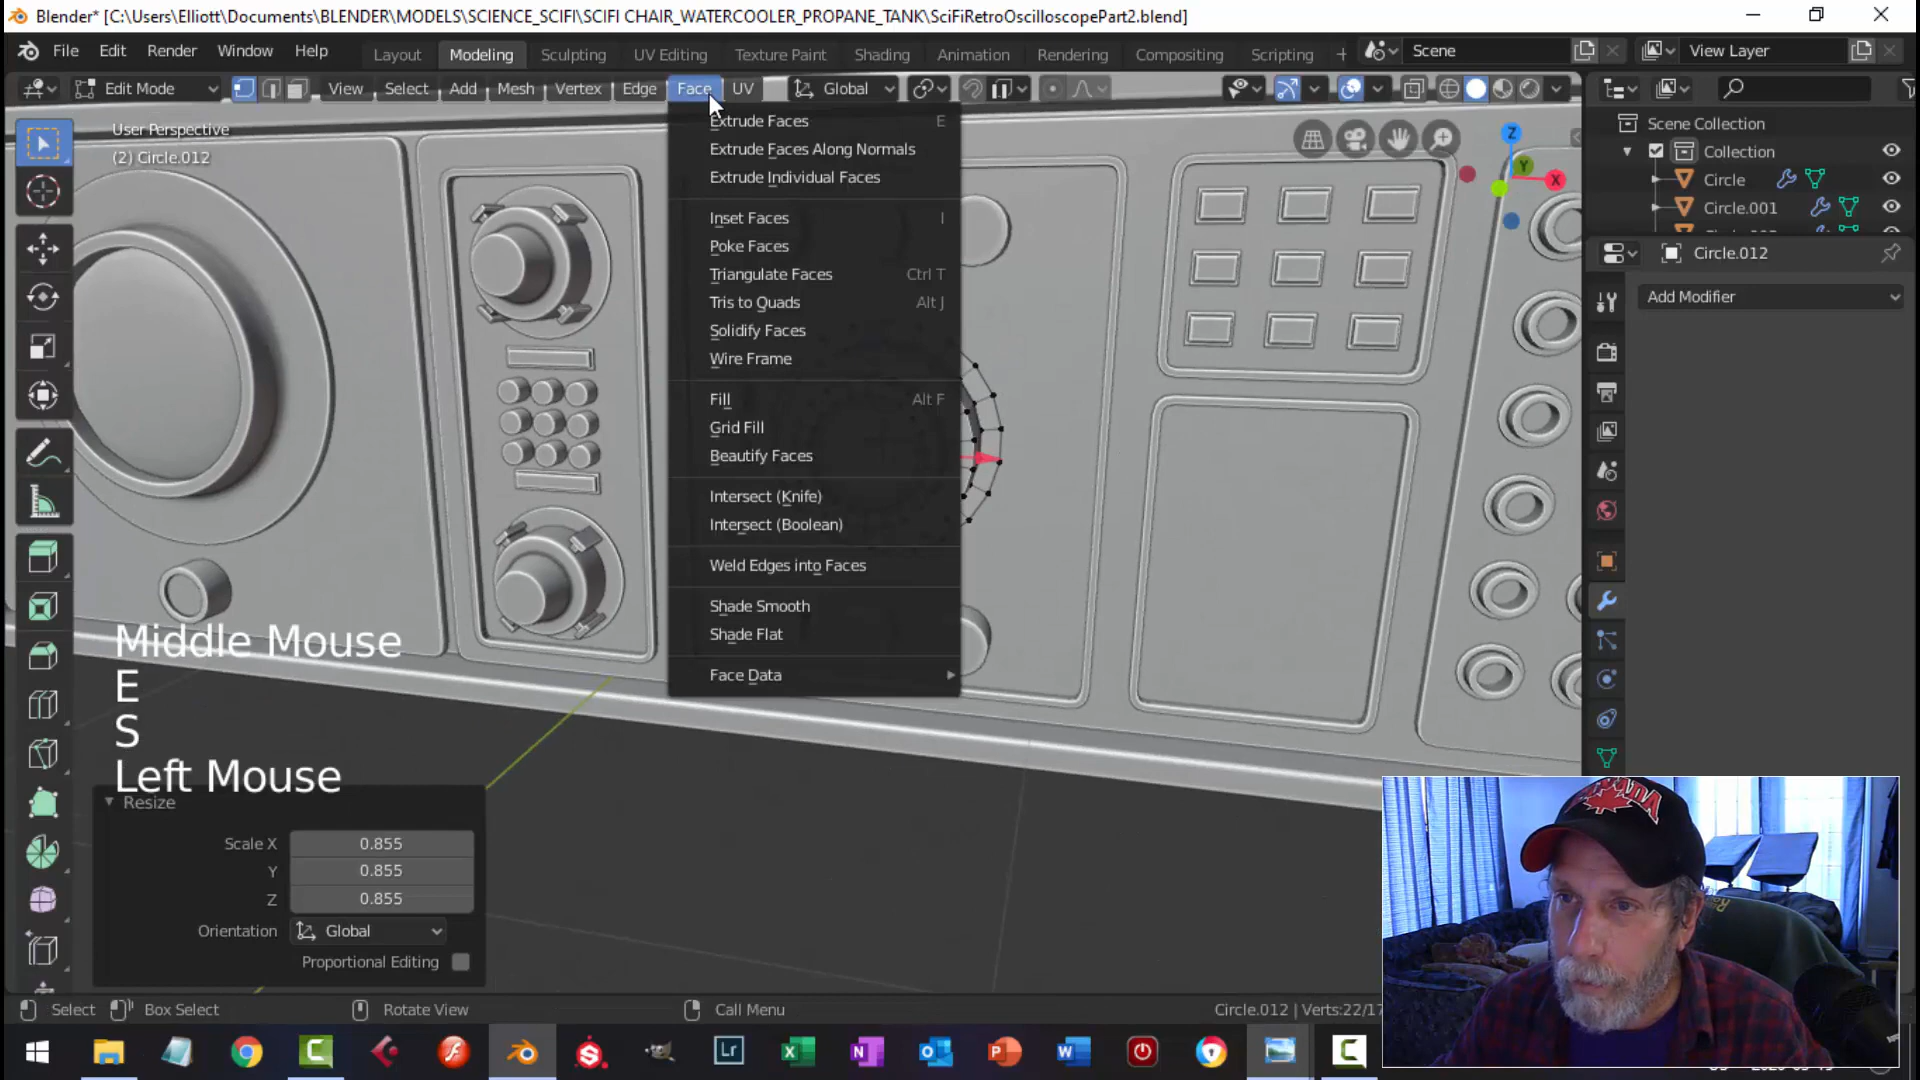 Blender* [C:\Users\Elliott\Documents\BLENDER\MODELS\SCIENCE_SCIFI\SCIFI CHAIR_WATERCOOLER_PROPANE_TANK\SciFiRetroOscilloscopePart2.blend]
File Edit Render Window Help Layout Modeling Sculpting UV Editing Texture Paint Shading Animation Rendering Compositing Scripting + Scene View Layer
Edit Mode View Select Add Mesh Vertex Edge Face UV Global
User Perspective
(2) Circle.012
Extrude Faces E
Extrude Faces Along Normals
Extrude Individual Faces
Inset Faces I
Poke Faces
Triangulate Faces Ctrl T
Tris to Quads Alt J
Solidify Faces
Wire Frame
Fill Alt F
Grid Fill
Beautify Faces
Intersect (Knife)
Intersect (Boolean)
Weld Edges into Faces
Shade Smooth
Shade Flat
Face Data
Z
Y
X
Scene Collection
Collection
Circle
Circle.001
Circle.012
Add Modifier
Middle Mouse
E
S
Left Mouse
Resize
Scale X 0.855
Y 0.855
Z 0.855
Orientation Global
Proportional Editing
Select Box Select Rotate View Call Menu Circle.012 | Verts:22/17
CANADA
Lr